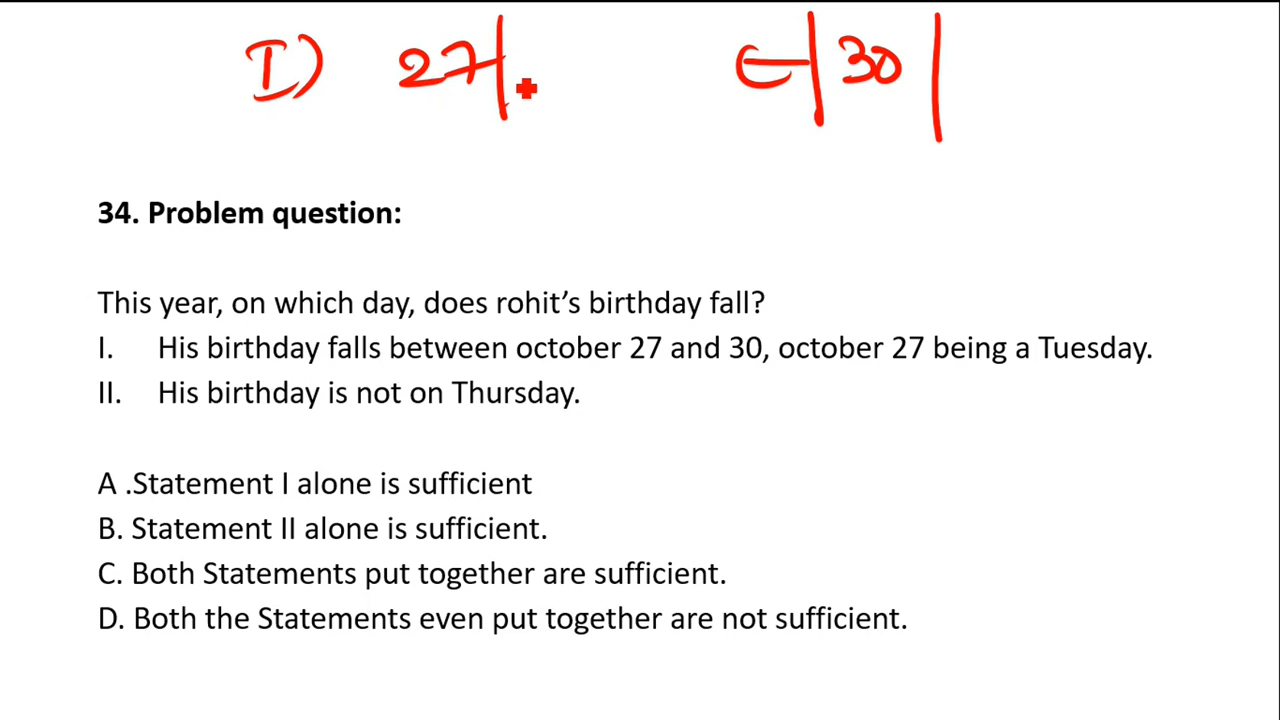 I) 27 30
34. Problem question:
This year, on which day, does rohit’s birthday fall?
I. His birthday falls between october 27 and 30, october 27 being a Tuesday.
II. His birthday is not on Thursday.
A .Statement I alone is sufficient
B. Statement II alone is sufficient.
C. Both Statements put together are sufficient.
D. Both the Statements even put together are not sufficient.